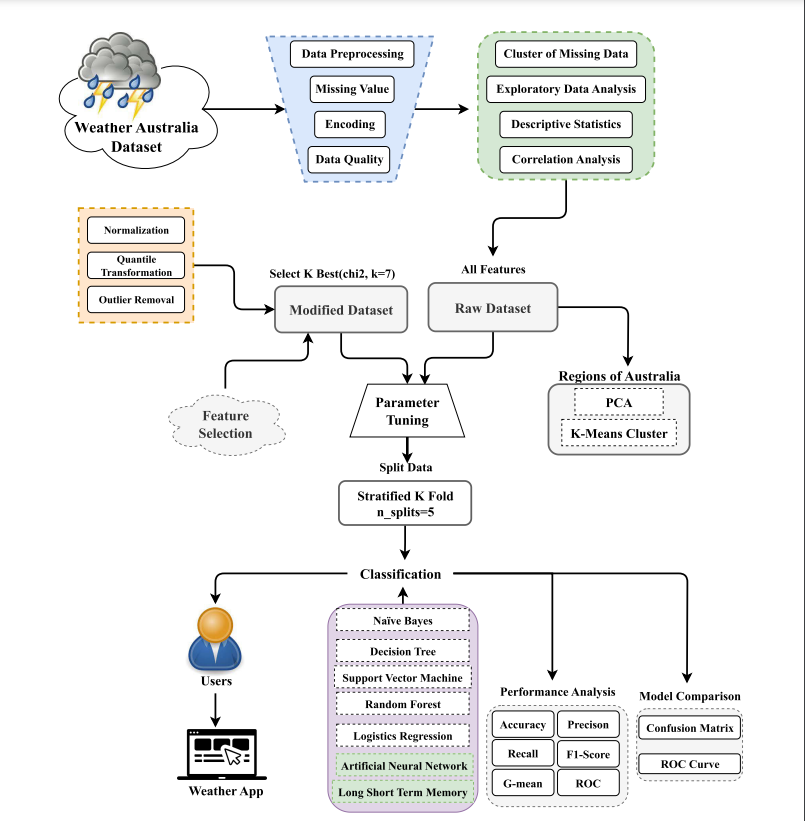 Weather Australia
Dataset
Data Preprocessing
Missing Value
Encoding
Data Quality
Cluster of Missing Data
Exploratory Data Analysis
Descriptive Statistics
Correlation Analysis
Normalization
Quantile
Transformation
Outlier Removal
Select K Best(chi2, k=7)
Modified Dataset
All Features
Raw Dataset
Feature
Selection
Parameter
Tuning
Regions of Australia
PCA
K-Means Cluster
Split Data
Stratified K Fold
n_splits=5
Classification
Users
Weather App
Naïve Bayes
Decision Tree
Support Vector Machine
Random Forest
Logistics Regression
Artificial Neural Network
Long Short Term Memory
Performance Analysis
Accuracy
Precison
Recall
F1-Score
G-mean
ROC
Model Comparison
Confusion Matrix
ROC Curve